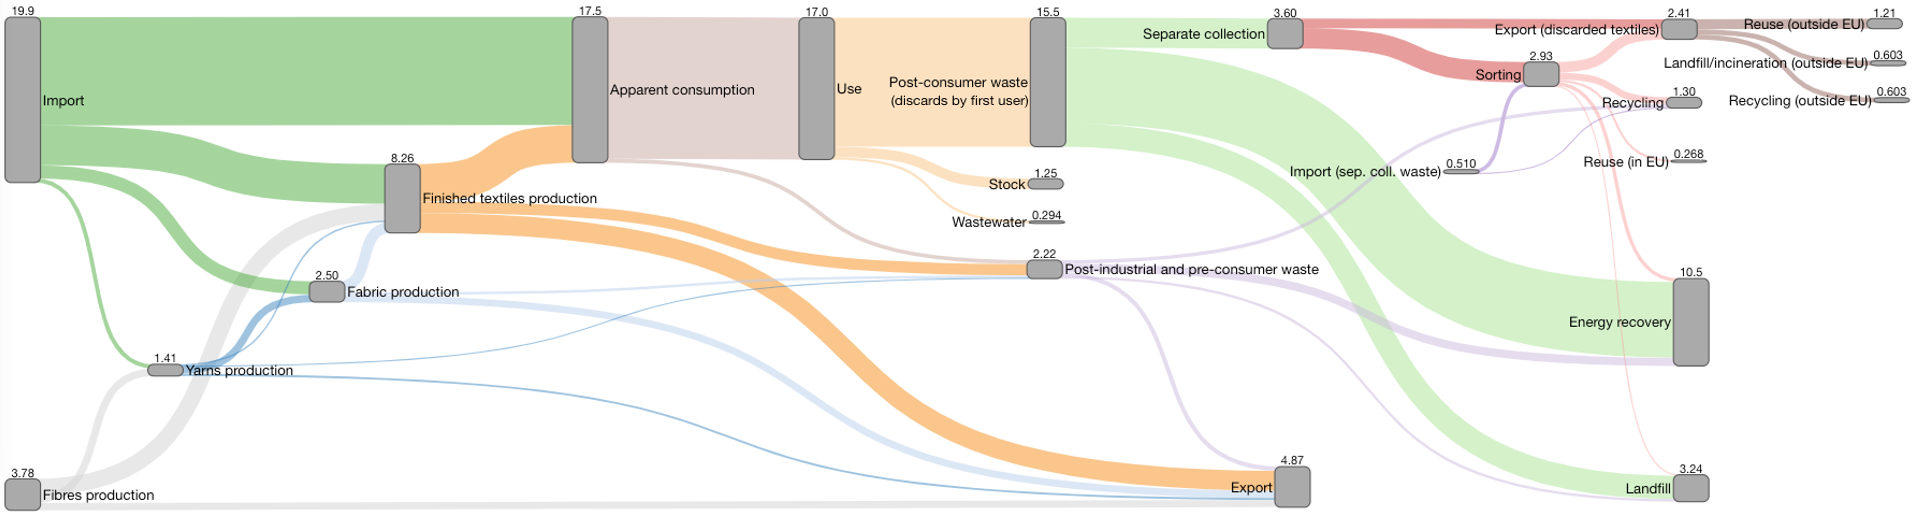 19.9
Import
17.5
Apparent consumption
17.0
Use
15.5
Post-consumer waste
(discards by first user)
3.60
Separate collection
2.41
Export (discarded textiles)
1.21
Reuse (outside EU)
0.603
Landfill/incineration (outside EU)
0.603
Recycling (outside EU)
2.93
Sorting
1.30
Recycling
0.268
Reuse (in EU)
0.510
Import (sep. coll. waste)
8.26
Finished textiles production
1.25
Stock
0.294
Wastewater
2.22
Post-industrial and pre-consumer waste
2.50
Fabric production
10.5
Energy recovery
1.41
Yarns production
3.78
Fibres production
4.87
Export
3.24
Landfill